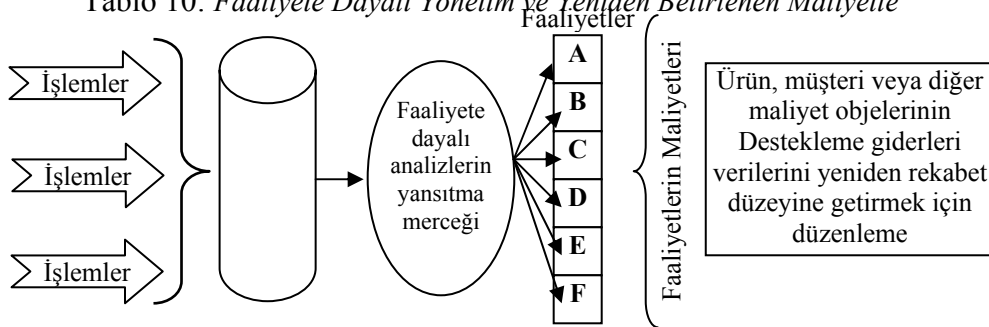 Tablo 10: Faaliyete Dayalı Yönetim ve Yeniden Belirlenen Maliyetle
Faaliyetler
İşlemler
İşlemler
İşlemler
Faaliyete
dayalı
analizlerin
yansıtma
merceği
A
B
C
D
E
F
Faaliyetlerin Maliyetleri
Ürün, müşteri veya diğer
maliyet objelerinin
Destekleme giderleri
verilerini yeniden rekabet
düzeyine getirmek için
düzenleme